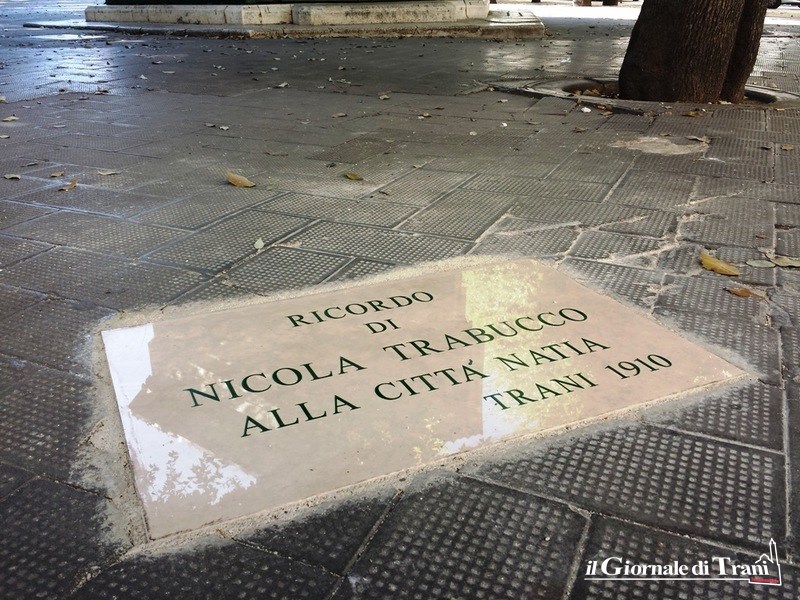 RICORDO
DI
NICOLA TRABUCCO
ALLA CITTÁ NATIA
TRANI 1910
il Giornale di Trani